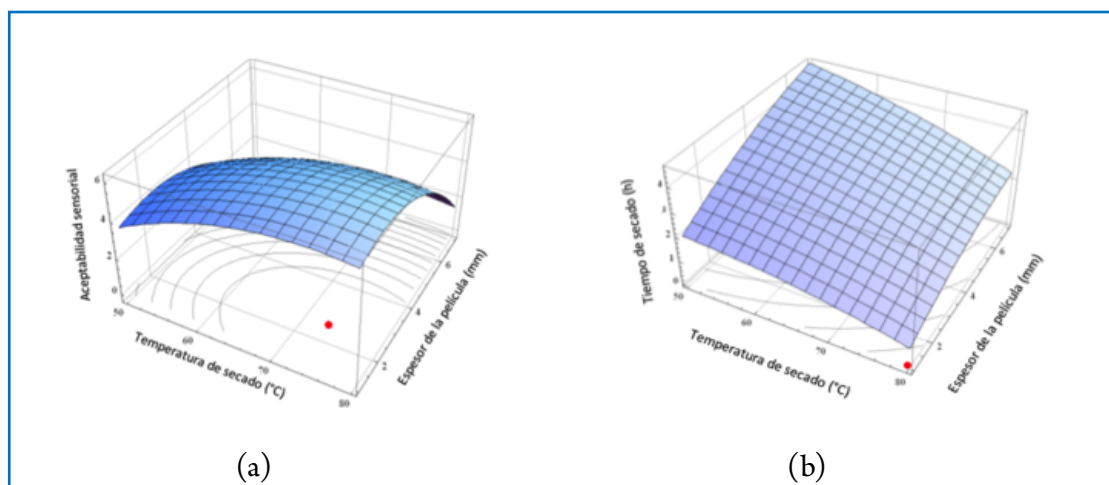 Aceptabilidad sensorial
6
4
2
0
50
60
70
80
Temperatura de secado (°C)
2
4
6
Espesor de la película (mm)
(a)
Tiempo de secado (h)
4
3
2
1
0
50
60
70
80
Temperatura de secado (°C)
2
4
6
Espesor de la película (mm)
(b)